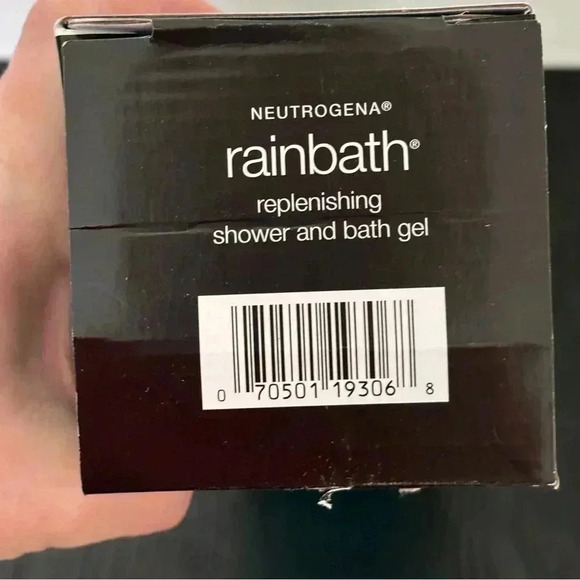 NEUTROGENA®
rainbath®
replenishing
shower and bath gel
0 70501 19306 8